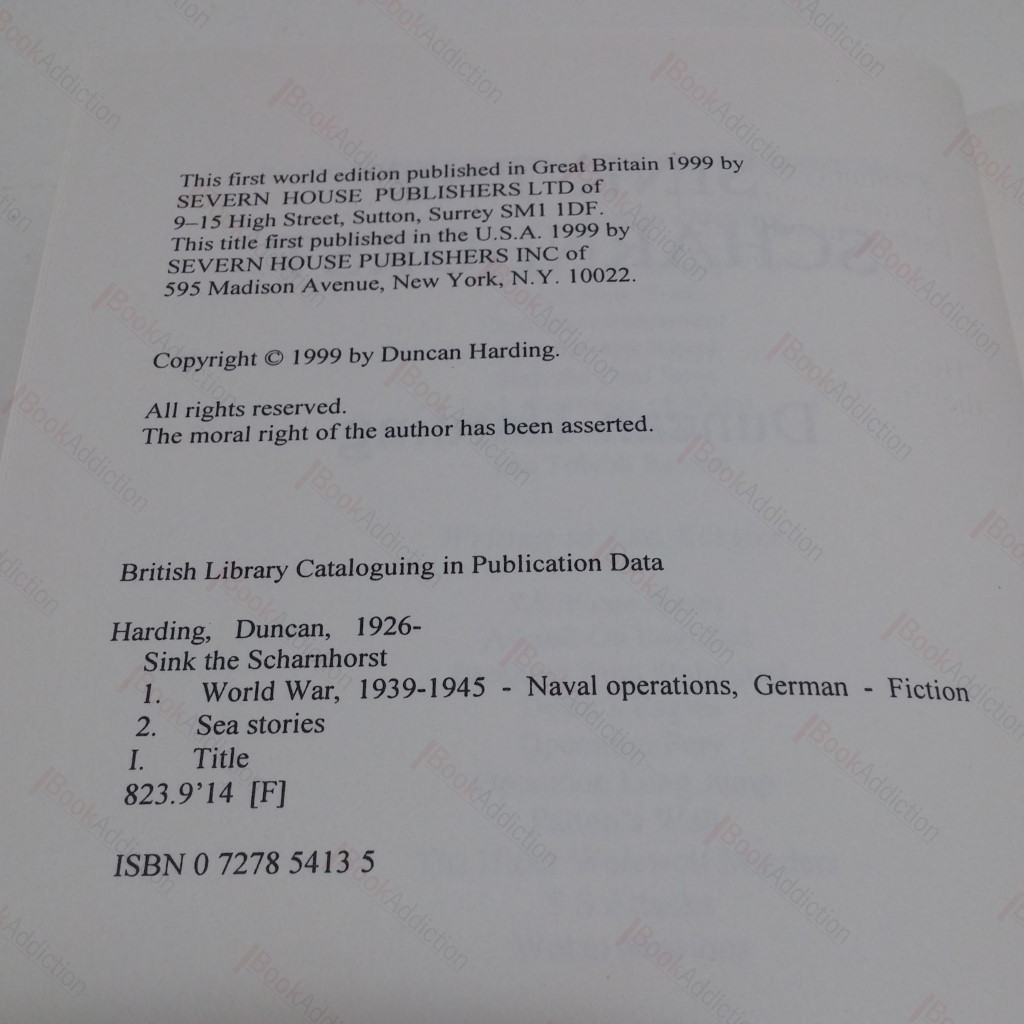 This first world edition published in Great Britain 1999 by
SEVERN HOUSE PUBLISHERS LTD of
9–15 High Street, Sutton, Surrey SM1 1DF.
This title first published in the U.S.A. 1999 by
SEVERN HOUSE PUBLISHERS INC of
595 Madison Avenue, New York, N.Y. 10022.
Copyright © 1999 by Duncan Harding.
All rights reserved.
The moral right of the author has been asserted.
British Library Cataloguing in Publication Data
Harding, Duncan, 1926-
Sink the Scharnhorst
1. World War, 1939-1945 - Naval operations, German - Fiction
2. Sea stories
I. Title
823.9'14 [F]
ISBN 0 7278 5413 5